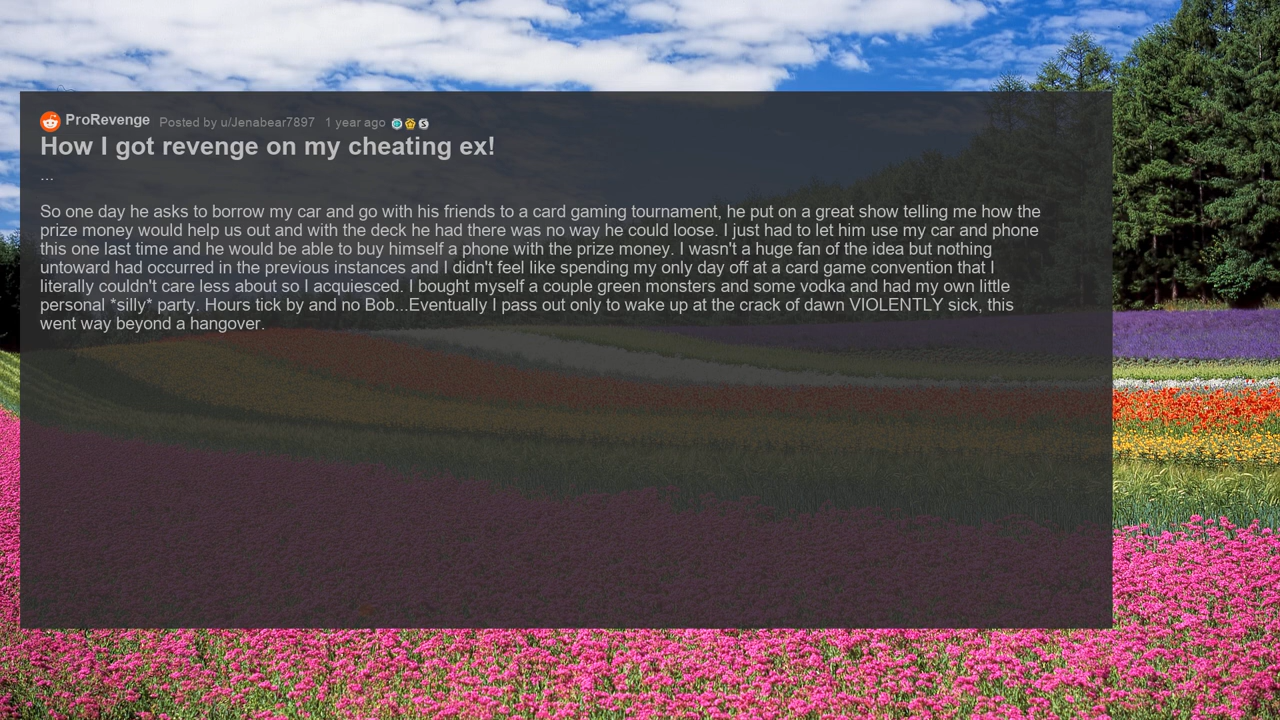 ProRevenge Posted by u/Jenabear7897 1 year ago
How I got revenge on my cheating ex!
...
So one day he asks to borrow my car and go with his friends to a card gaming tournament, he put on a great show telling me how the
prize money would help us out and with the deck he had there was no way he could loose. I just had to let him use my car and phone
this one last time and he would be able to buy himself a phone with the prize money. I wasn't a huge fan of the idea but nothing
untoward had occurred in the previous instances and I didn't feel like spending my only day off at a card game convention that I
literally couldn't care less about so I acquiesced. I bought myself a couple green monsters and some vodka and had my own little
personal *silly* party. Hours tick by and no Bob...Eventually I pass out only to wake up at the crack of dawn VIOLENTLY sick, this
went way beyond a hangover.